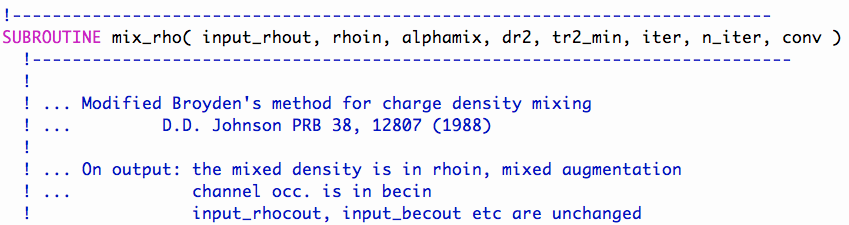 !-----------------------------------------------------------------------------
SUBROUTINE mix_rho( input_rhout, rhoin, alphamix, dr2, tr2_min, iter, n_iter, conv )
  !-----------------------------------------------------------------------------
  !
  ! ... Modified Broyden's method for charge density mixing
  ! ...         D.D. Johnson PRB 38, 12807 (1988)
  !
  ! ... On output: the mixed density is in rhoin, mixed augmentation
  ! ...            channel occ. is in becin
  !                input_rhocout, input_becout etc are unchanged